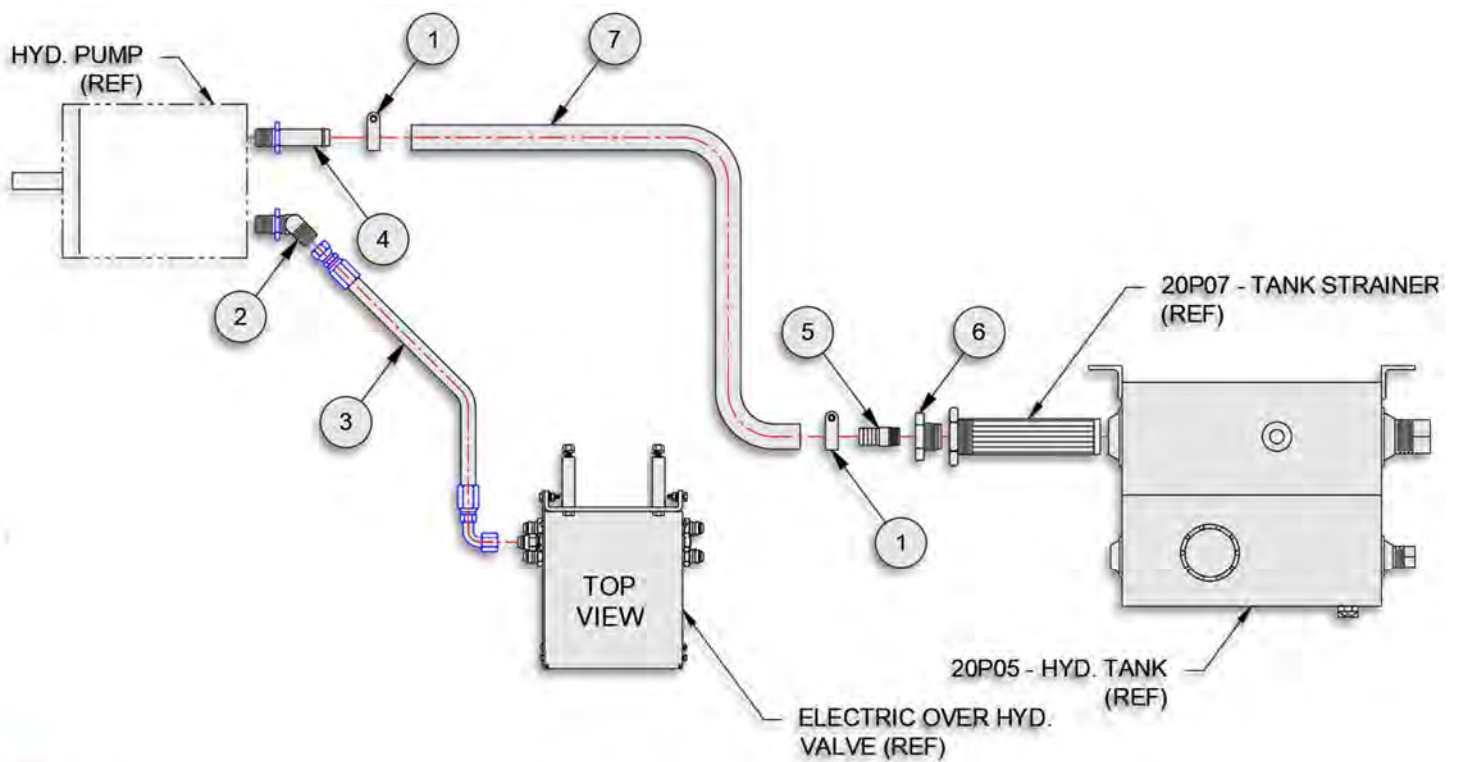 HYD. PUMP
(REF)
1
7
4
2
3
20P07 - TANK STRAINER
(REF)
5
6
1
TOP
VIEW
20P05 - HYD. TANK
(REF)
ELECTRIC OVER HYD.
VALVE (REF)